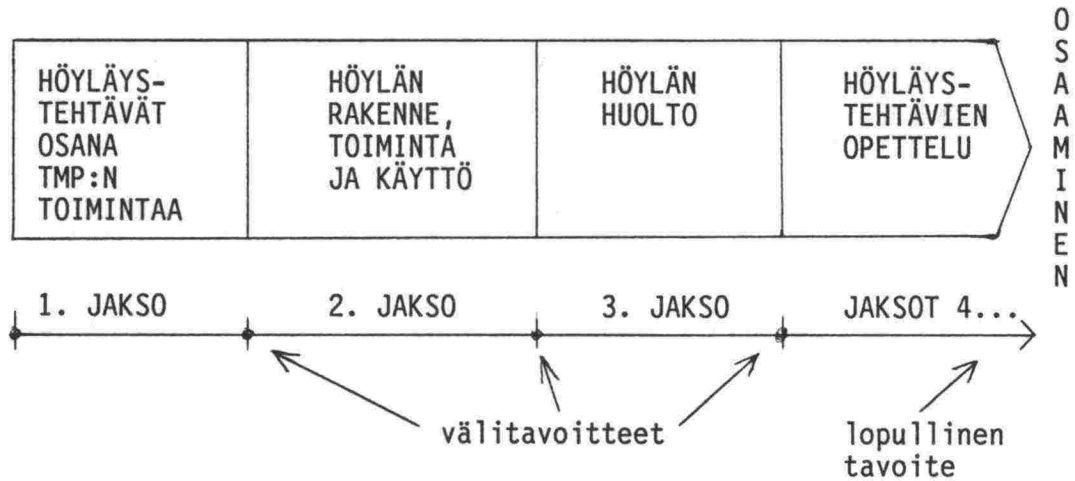 HÖYLÄYS-
TEHTÄVÄT
OSANA
TMP:N
TOIMINTAA
HÖYLÄN
RAKENNE,
TOIMINTA
JA KÄYTTÖ
HÖYLÄN
HUOLTO
HÖYLÄYS-
TEHTÄVIEN
OPETTELU
OSAAMINEN
1. JAKSO
2. JAKSO
3. JAKSO
JAKSOT 4...
välitavoitteet
lopullinen
tavoite